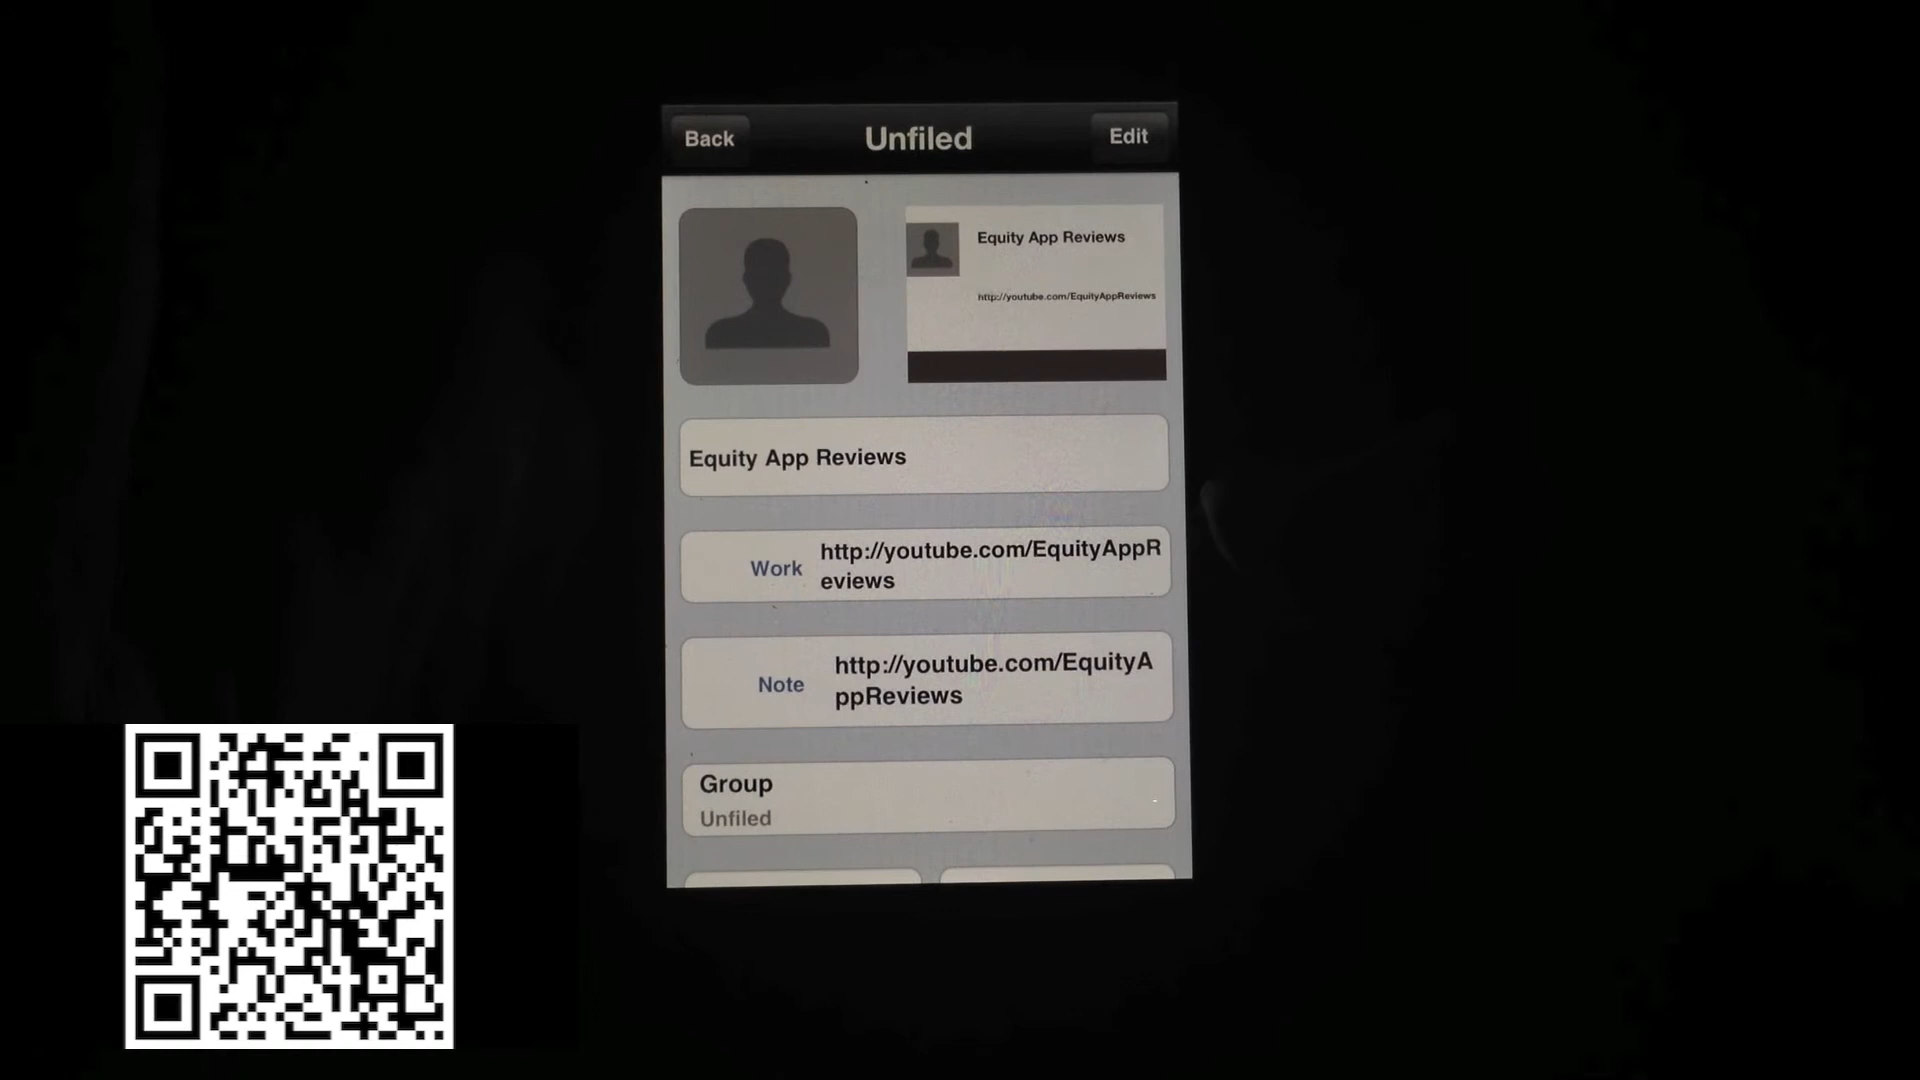 Back
Unfiled
Edit
Equity App Reviews
http://youtube.com/EquityAppReviews
Equity App Reviews
Work
http://youtube.com/EquityAppR
eviews
Note
http://youtube.com/EquityA
ppReviews
Group
Unfiled